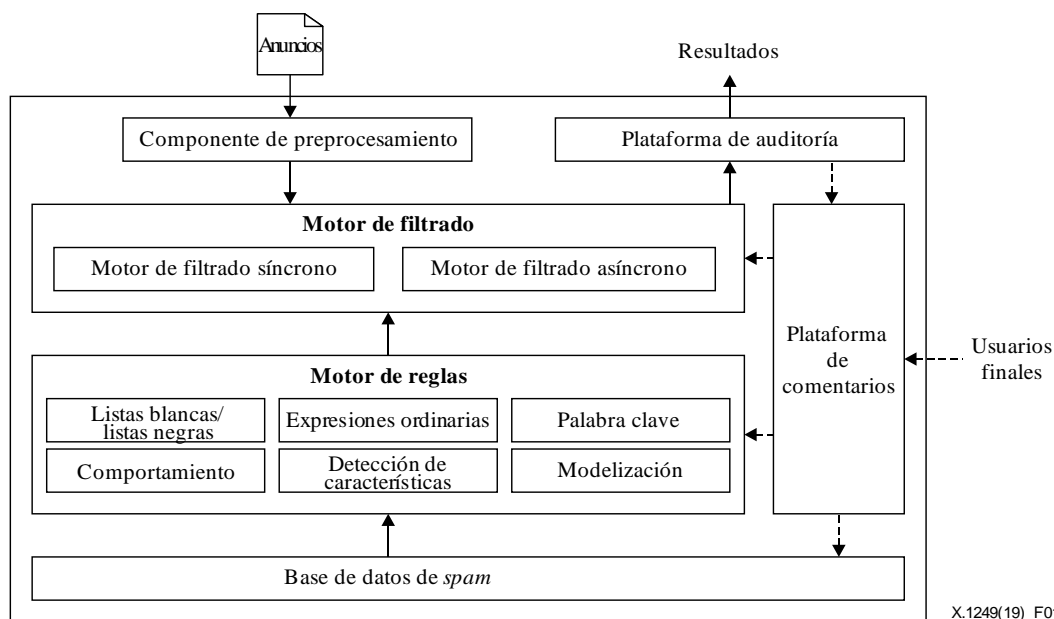 Anuncios
Resultados
Componente de preprocesamiento
Plataforma de auditoría
Motor de filtrado
Motor de filtrado síncrono
Motor de filtrado asíncrono
Plataforma
de
comentarios
Usuarios
finales
Motor de reglas
Listas blancas/
listas negras
Expresiones ordinarias
Palabra clave
Comportamiento
Detección de
características
Modelización
Base de datos de spam
X.1249(19)_F01